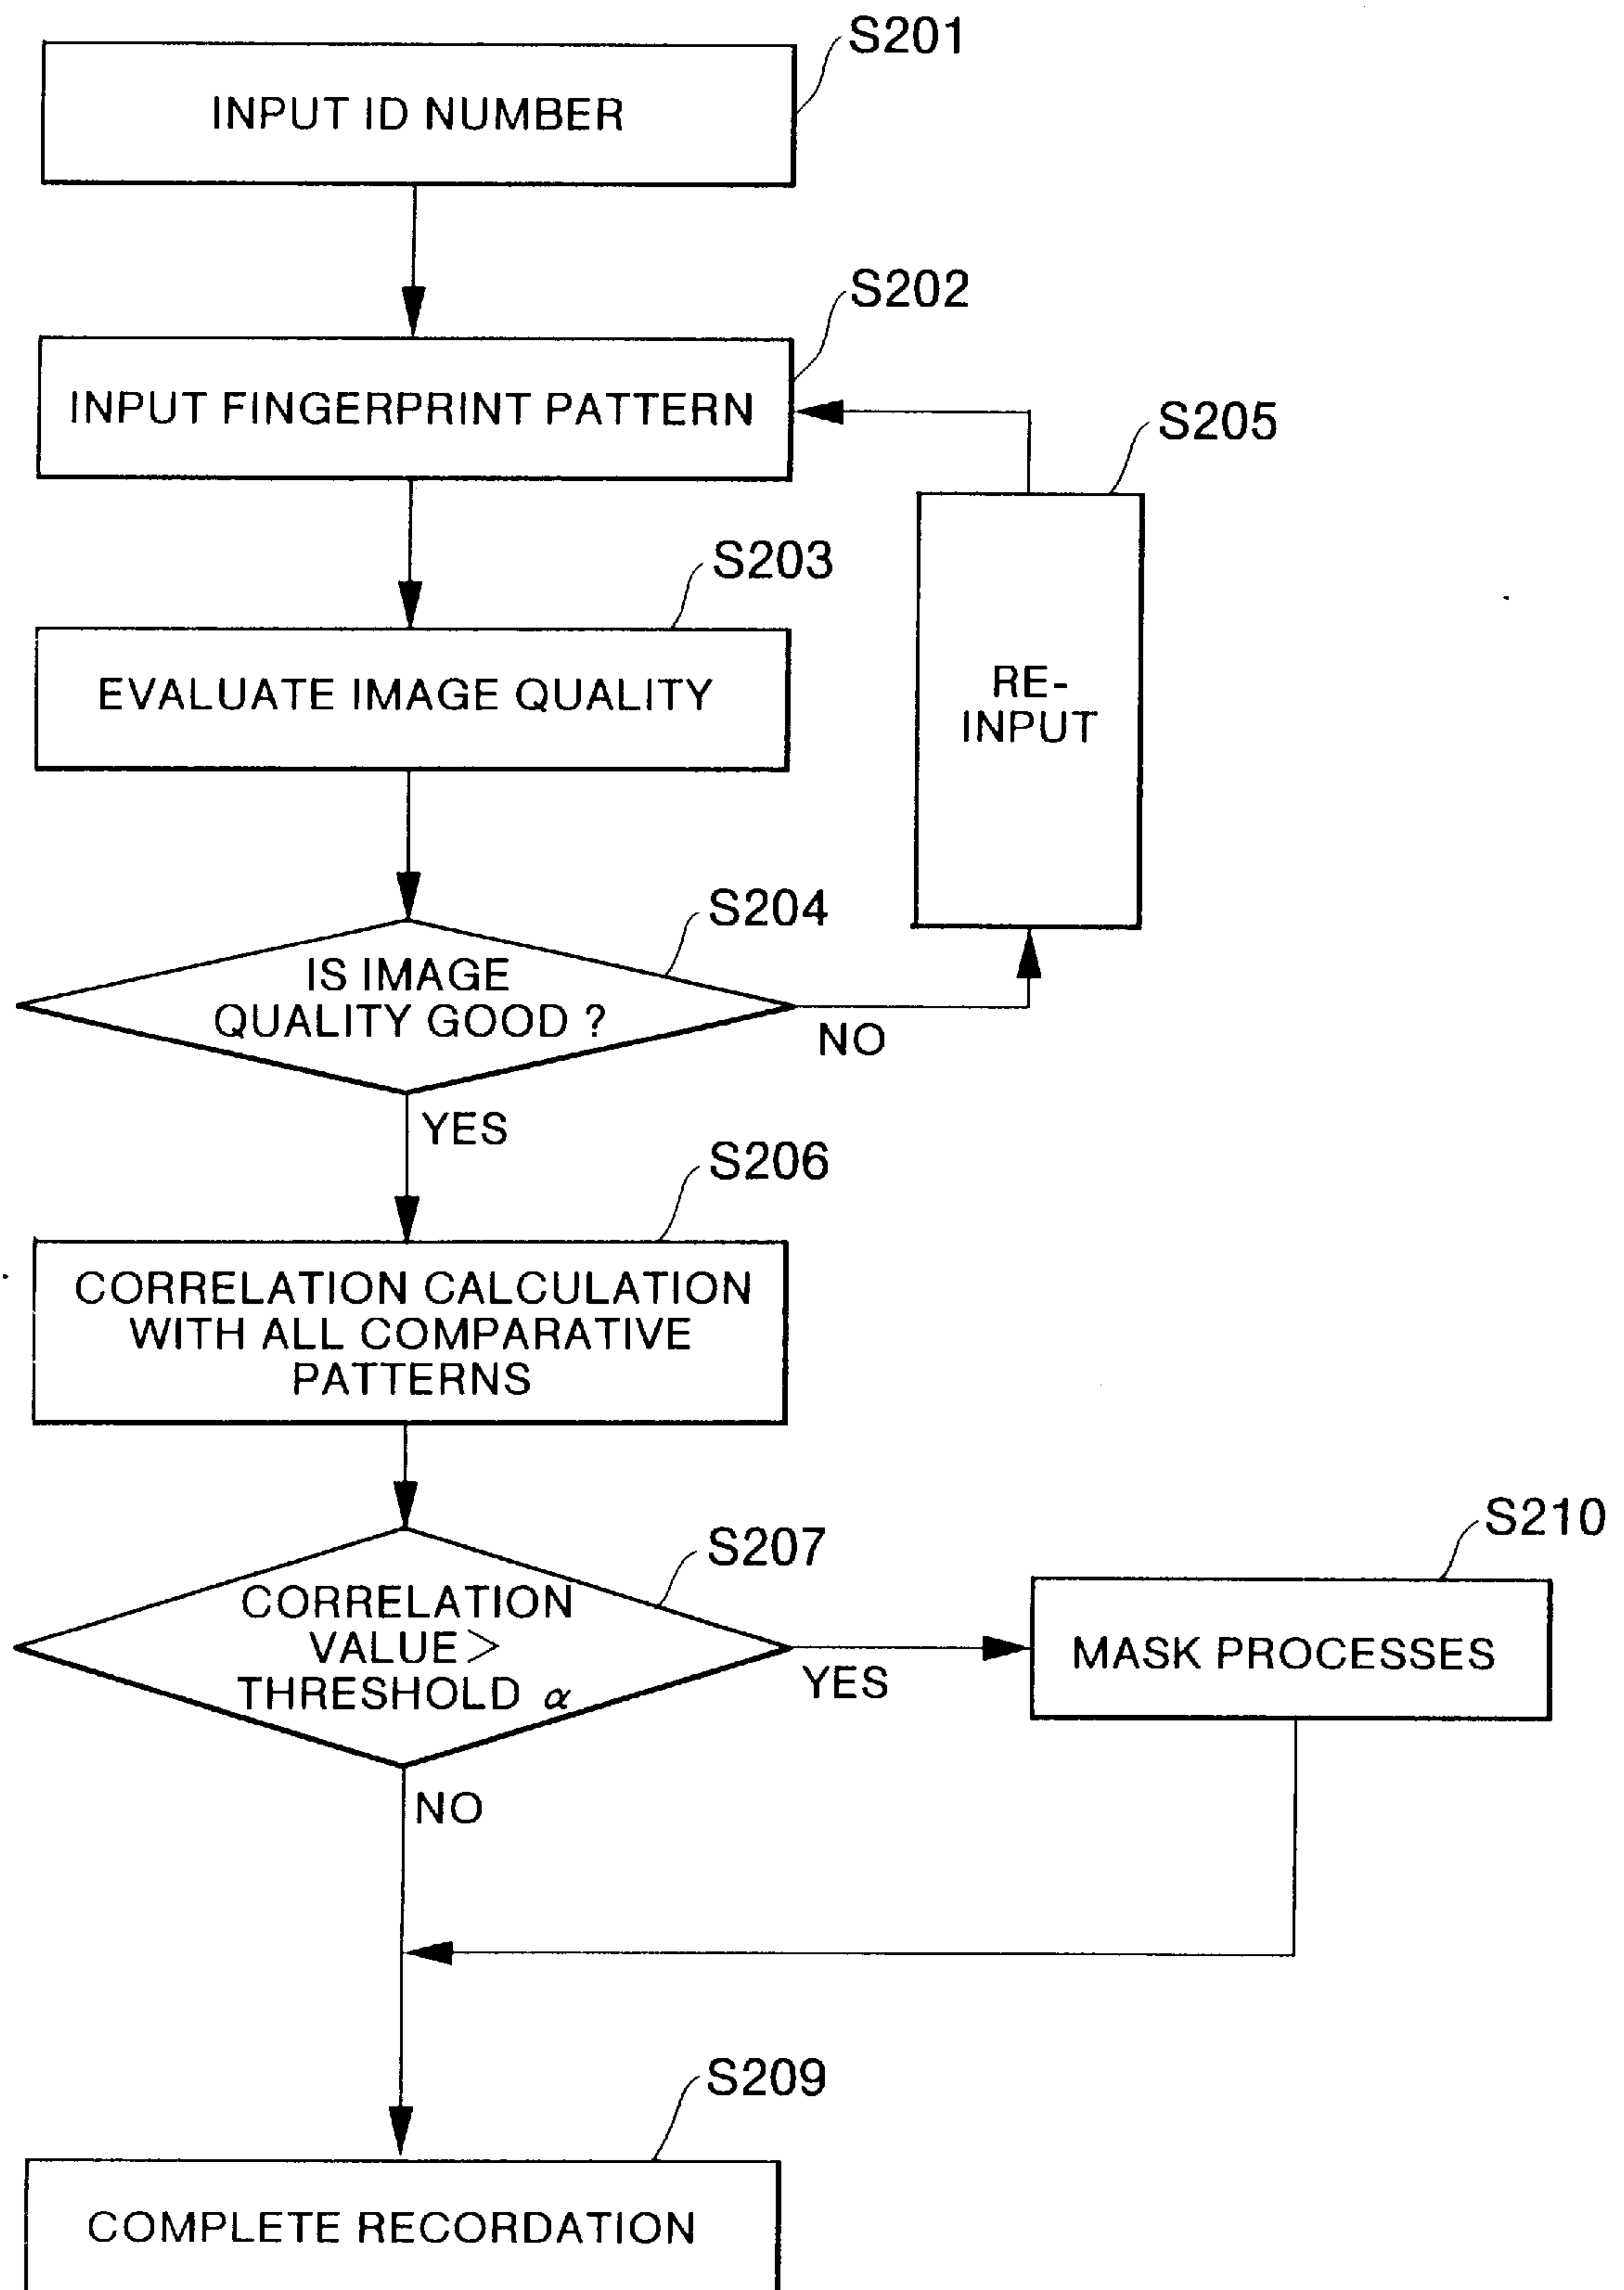 S201
INPUT ID NUMBER
S202
INPUT FINGERPRINT PATTERN
S205
S203
EVALUATE IMAGE QUALITY
RE-
INPUT
S204
IS IMAGE
QUALITY GOOD ?
NO
YES
S206
CORRELATION CALCULATION
WITH ALL COMPARATIVE
PATTERNS
S207
CORRELATION
VALUE >
THRESHOLD α
YES
S210
MASK PROCESSES
NO
S209
COMPLETE RECORDATION